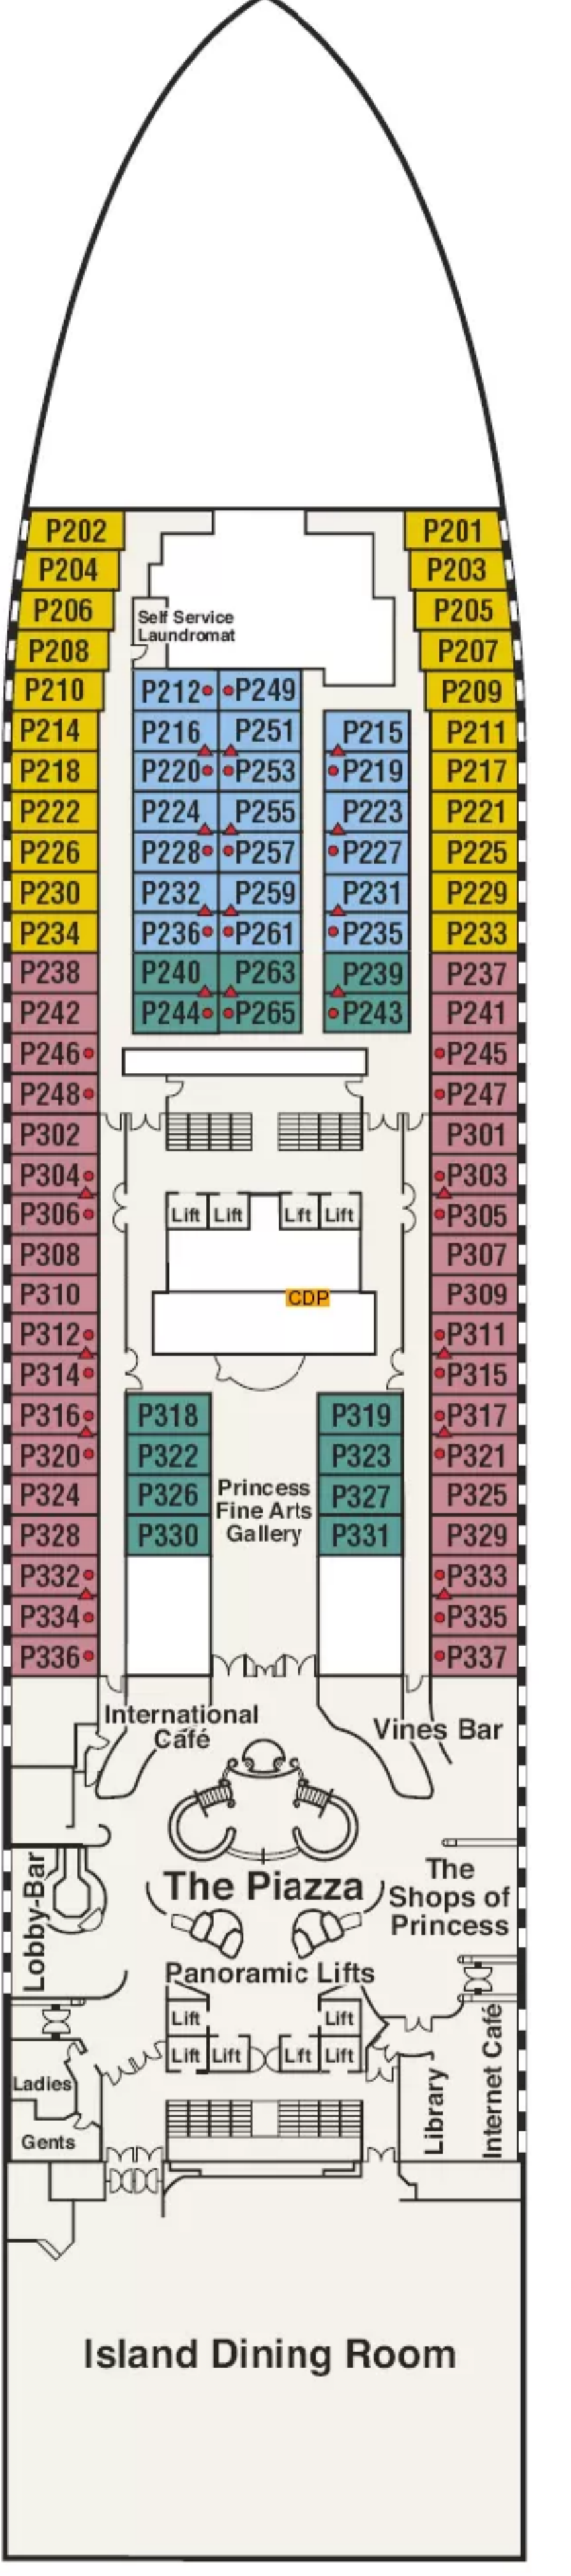 P202 P201
P204 P203
P206 P205
Self Service
Laundromat
P208 P207
P210 P212 P249 P209
P214 P216 P251 P215 P211
P218 P220 P253 P219 P217
P222 P224 P255 P223 P221
P226 P228 P257 P227 P225
P230 P232 P259 P231 P229
P234 P236 P261 P235 P233
P238 P240 P263 P239 P237
P242 P244 P265 P243 P241
P246 P245
P248 P247
P302 P301
P304 P303
P306 Lift Lift Lift Lift P305
P308 P307
P310 CDP P309
P312 P311
P314 P315
P316 P318 P319 P317
P320 P322 P323 P321
P324 P326 P327 P325
P328 P330 P331 P329
Princess
Fine Arts
Gallery
P332 P333
P334 P335
P336 P337
International
Café
Vines Bar
The Piazza
Lobby-Bar
The
Shops of
Princess
Panoramic Lifts
Lift Lift
Lift Lift Lift Lift
Ladies
Gents
Library
Internet Café
Island Dining Room